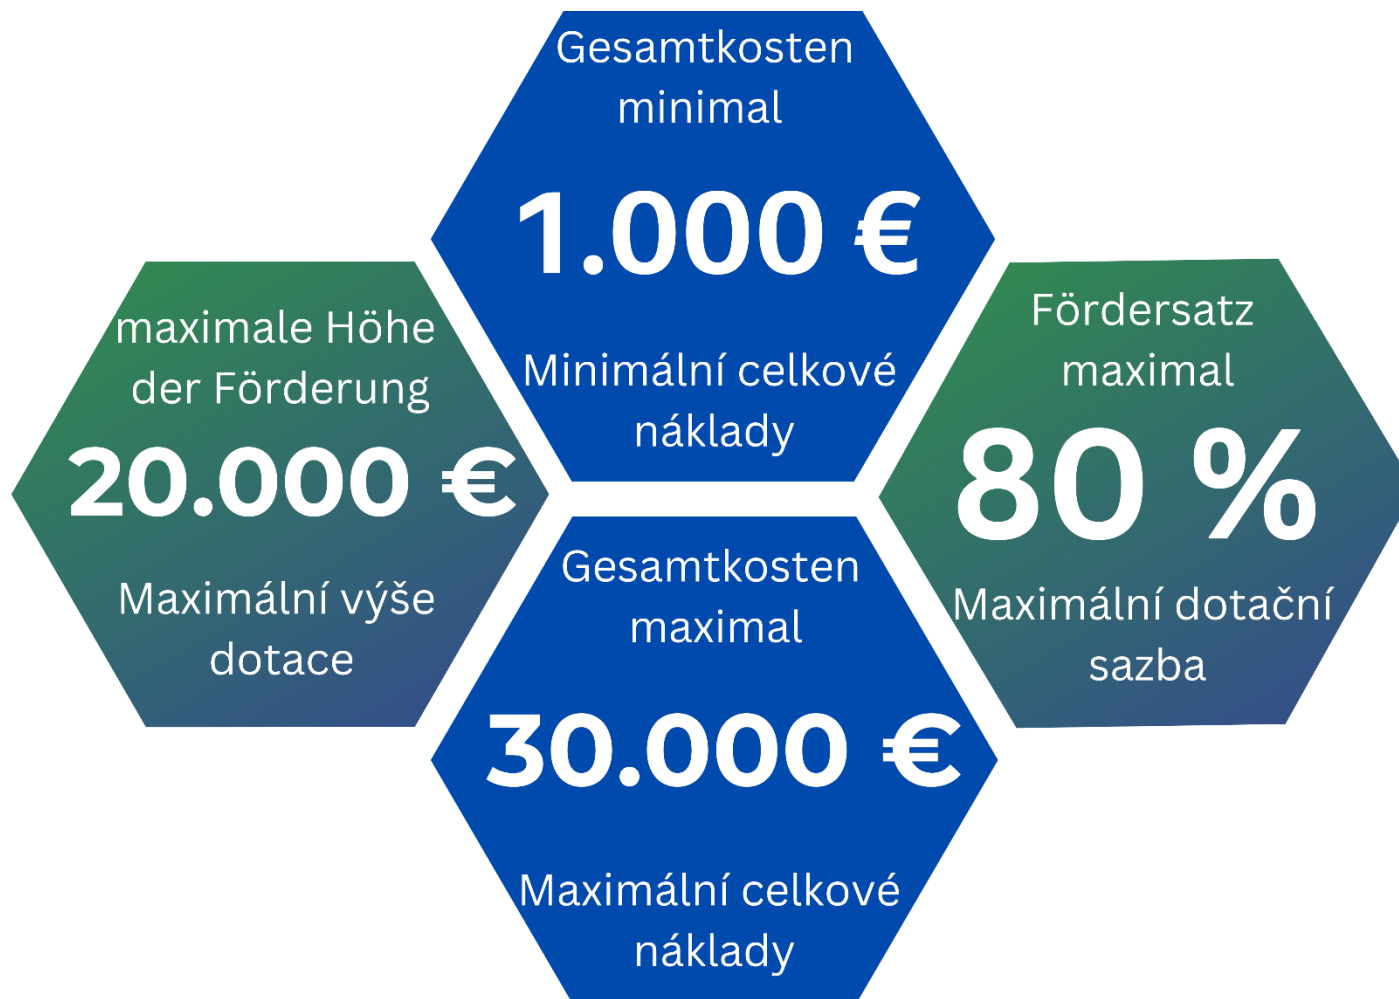 Gesamtkosten
minimal
1.000 €
Minimální celkové
náklady
maximale Höhe
der Förderung
20.000 €
Maximální výše
dotace
Fördersatz
maximal
80 %
Maximální dotační
sazba
Gesamtkosten
maximal
30.000 €
Maximální celkové
náklady